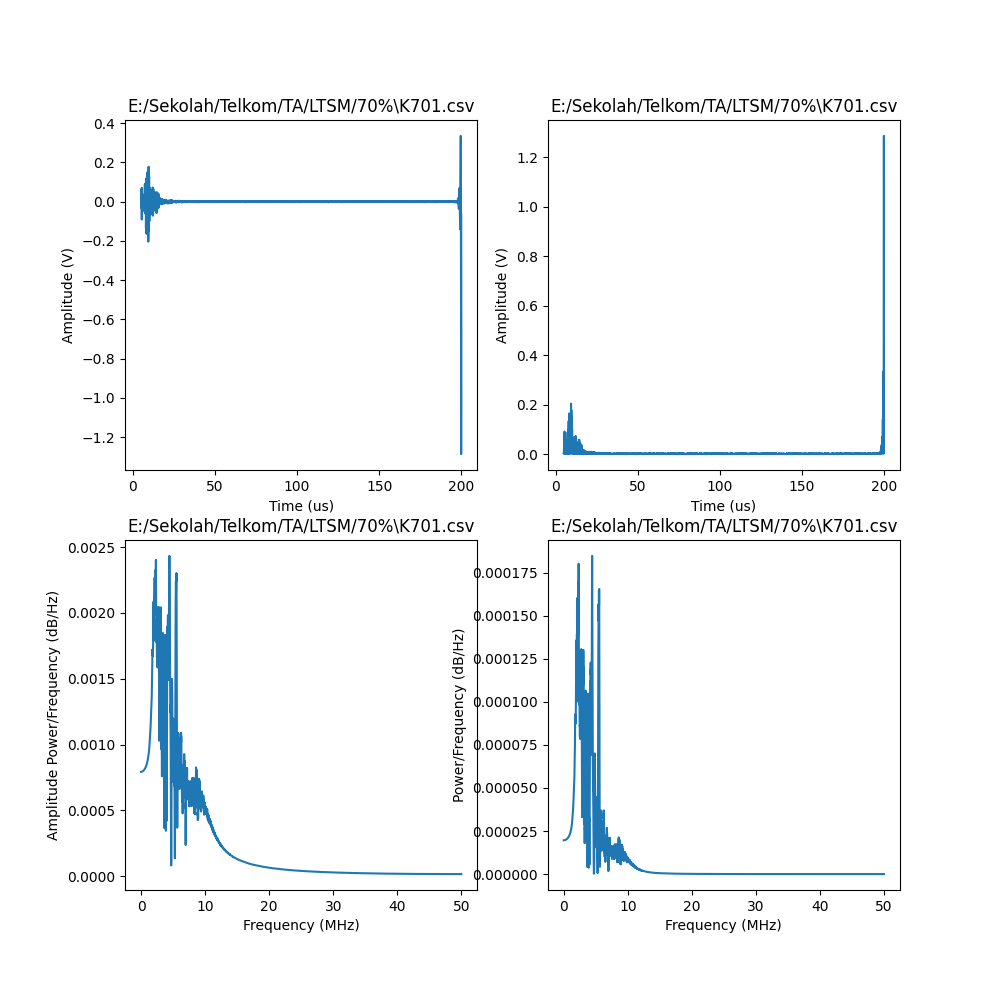 E:/Sekolah/Telkom/TA/LTSM/70%\K701.csv
0.4
0.2
0.0
−0.2
−0.4
−0.6
−0.8
−1.0
−1.2
Amplitude (V)
0 50 100 150 200
Time (us)
E:/Sekolah/Telkom/TA/LTSM/70%\K701.csv
1.2
1.0
0.8
0.6
0.4
0.2
0.0
Amplitude (V)
0 50 100 150 200
Time (us)
E:/Sekolah/Telkom/TA/LTSM/70%\K701.csv
0.0025
0.0020
0.0015
0.0010
0.0005
0.0000
Amplitude Power/Frequency (dB/Hz)
0 10 20 30 40 50
Frequency (MHz)
E:/Sekolah/Telkom/TA/LTSM/70%\K701.csv
0.000175
0.000150
0.000125
0.000100
0.000075
0.000050
0.000025
0.000000
Power/Frequency (dB/Hz)
0 10 20 30 40 50
Frequency (MHz)